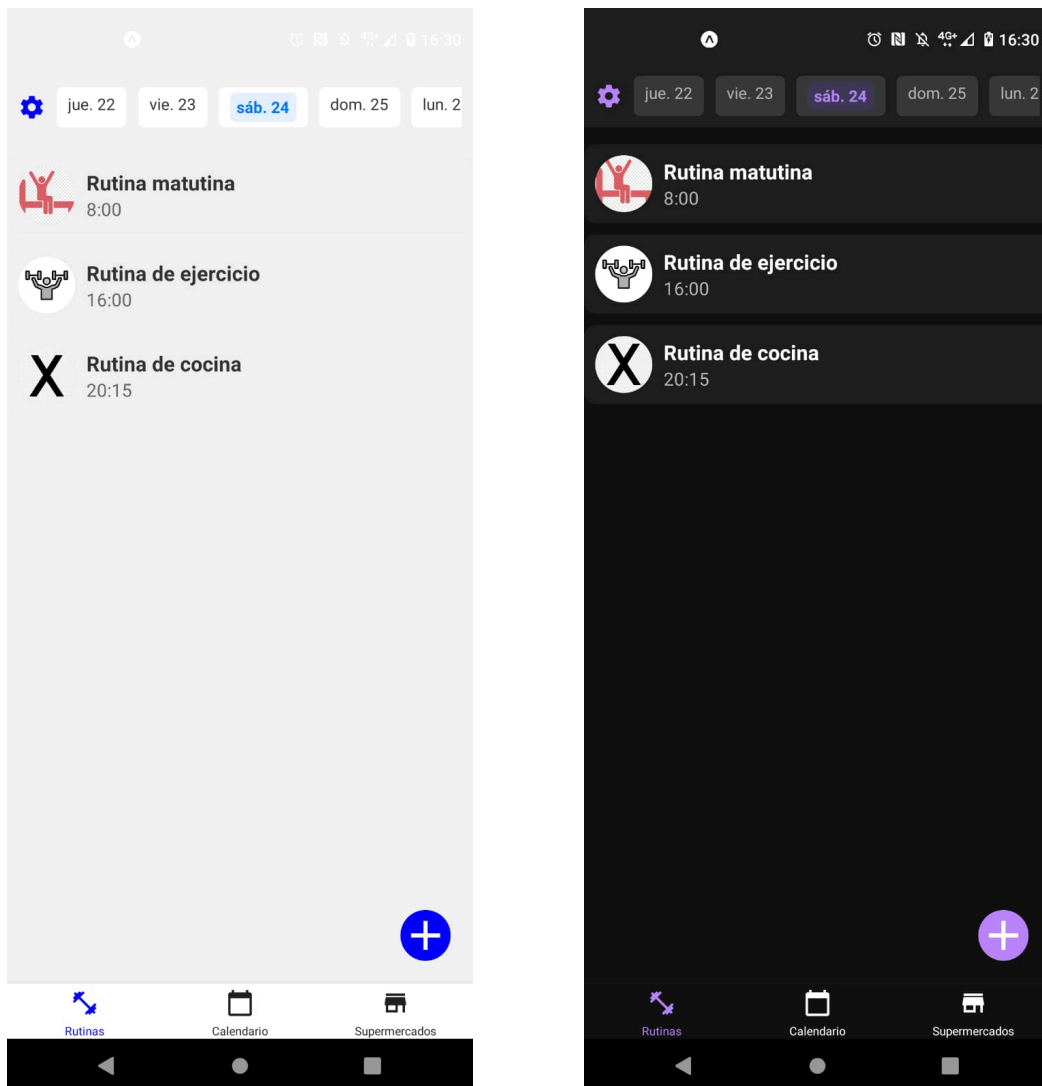 16:30
jue. 22
vie. 23
sáb. 24
dom. 25
lun. 2
Rutina matutina
8:00
Rutina de ejercicio
16:00
X
Rutina de cocina
20:15
Rutinas
Calendario
Supermercados
4G+
16:30
jue. 22
vie. 23
sáb. 24
dom. 25
lun. 2
Rutina matutina
8:00
Rutina de ejercicio
16:00
X
Rutina de cocina
20:15
Rutinas
Calendario
Supermercados